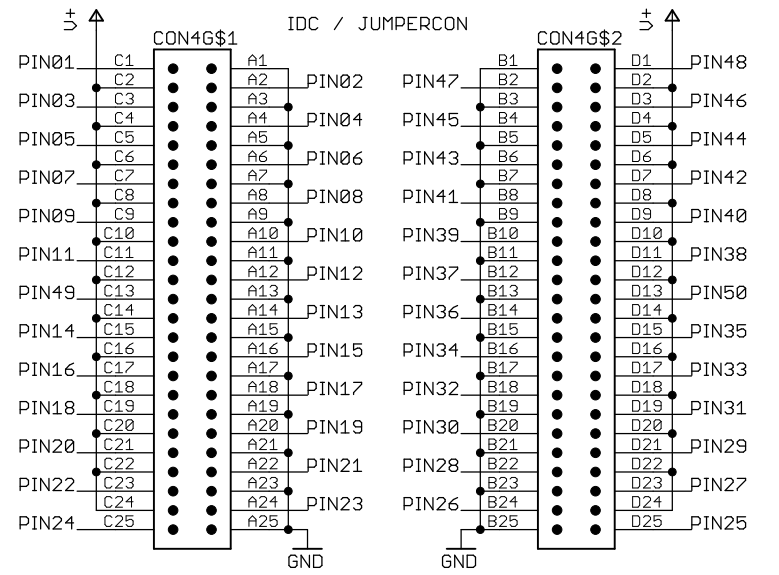 V+ IDC / JUMPERCON V+
CON4G$1 CON4G$2
PIN01 C1 A1 B1 D1 PIN48
C2 A2 PIN02 PIN47 B2 D2
PIN03 C3 A3 B3 D3 PIN46
C4 A4 PIN04 PIN45 B4 D4
PIN05 C5 A5 B5 D5 PIN44
C6 A6 PIN06 PIN43 B6 D6
PIN07 C7 A7 B7 D7 PIN42
C8 A8 PIN08 PIN41 B8 D8
PIN09 C9 A9 B9 D9 PIN40
C10 A10 PIN10 PIN39 B10 D10
PIN11 C11 A11 B11 D11 PIN38
C12 A12 PIN12 PIN37 B12 D12
PIN49 C13 A13 B13 D13 PIN50
C14 A14 PIN13 PIN36 B14 D14
PIN14 C15 A15 B15 D15 PIN35
C16 A16 PIN15 PIN34 B16 D16
PIN16 C17 A17 B17 D17 PIN33
C18 A18 PIN17 PIN32 B18 D18
PIN18 C19 A19 B19 D19 PIN31
C20 A20 PIN19 PIN30 B20 D20
PIN20 C21 A21 B21 D21 PIN29
C22 A22 PIN21 PIN28 B22 D22
PIN22 C23 A23 B23 D23 PIN27
C24 A24 PIN23 PIN26 B24 D24
PIN24 C25 A25 B25 D25 PIN25
GND GND